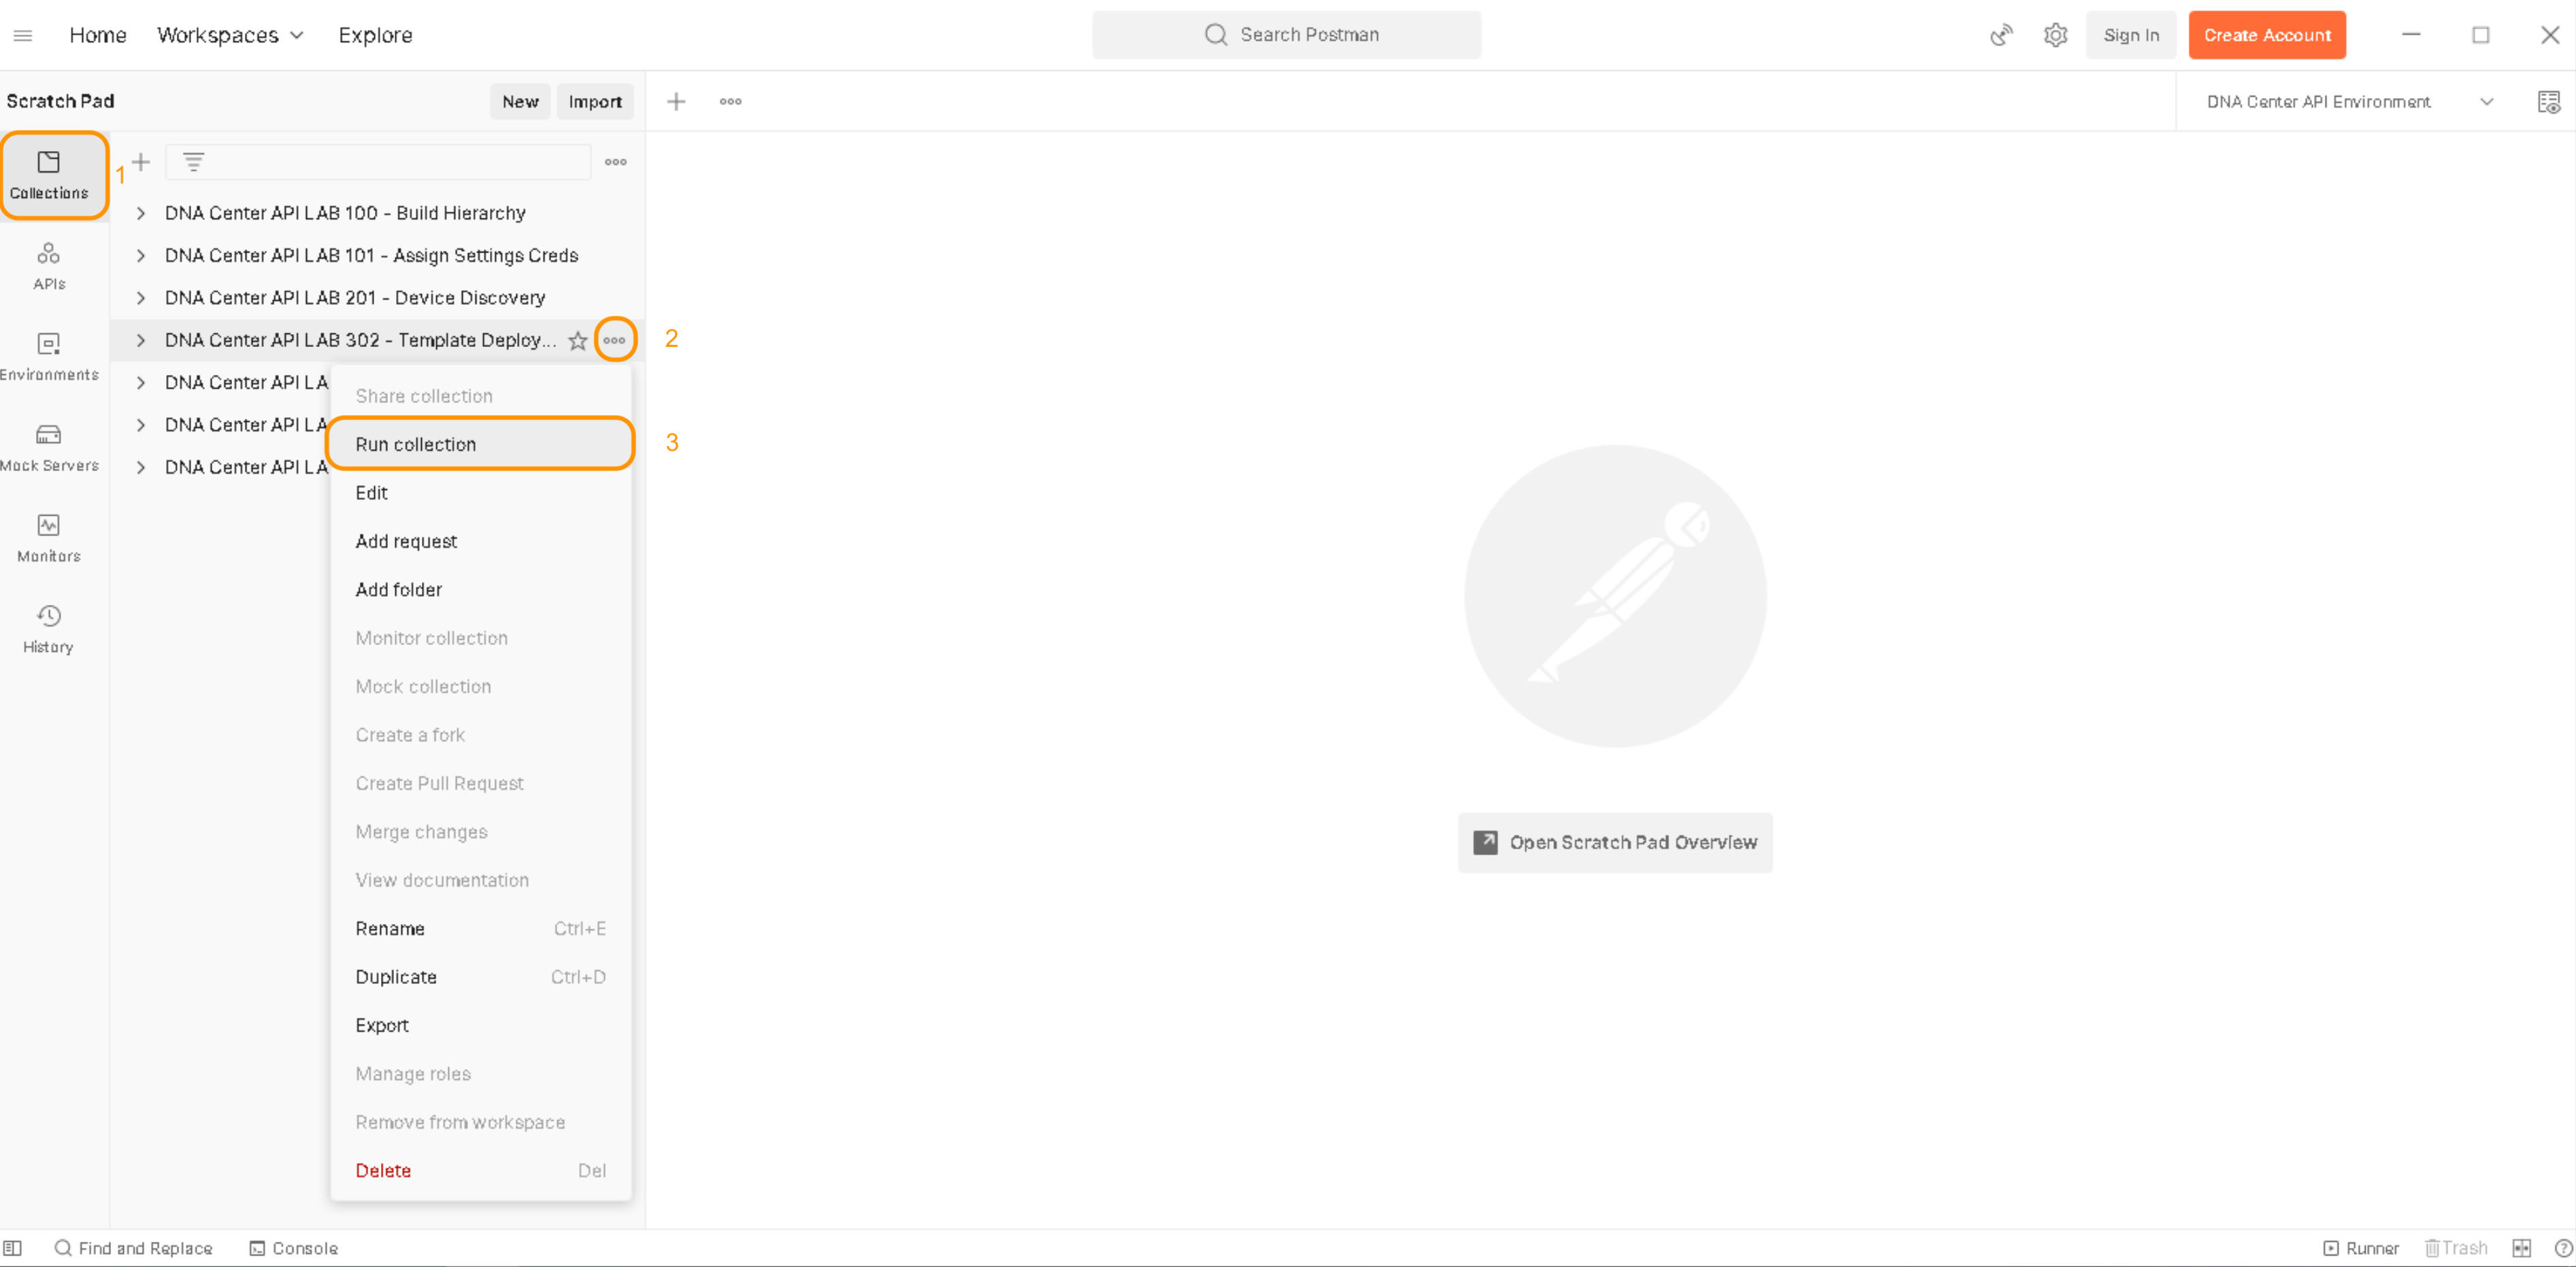 Home Workspaces Explore Search Postman Sign In Create Account
Scratch Pad New Import DNA Center API Environment
Collections 1
DNA Center API LAB 100 - Build Hierarchy
DNA Center API LAB 101 - Assign Settings Creds
APIs
DNA Center API LAB 201 - Device Discovery
DNA Center API LAB 302 - Template Deploy... 2
Environments
DNA Center API LA
Share collection
DNA Center API LA
Run collection 3
Mock Servers
DNA Center API LA
Edit
Add request
Monitors
Add folder
Monitor collection
History
Mock collection
Create a fork
Create Pull Request
Merge changes
Open Scratch Pad Overview
View documentation
Rename Ctrl+E
Duplicate Ctrl+D
Export
Manage roles
Remove from workspace
Delete Del
Find and Replace Console Runner Trash